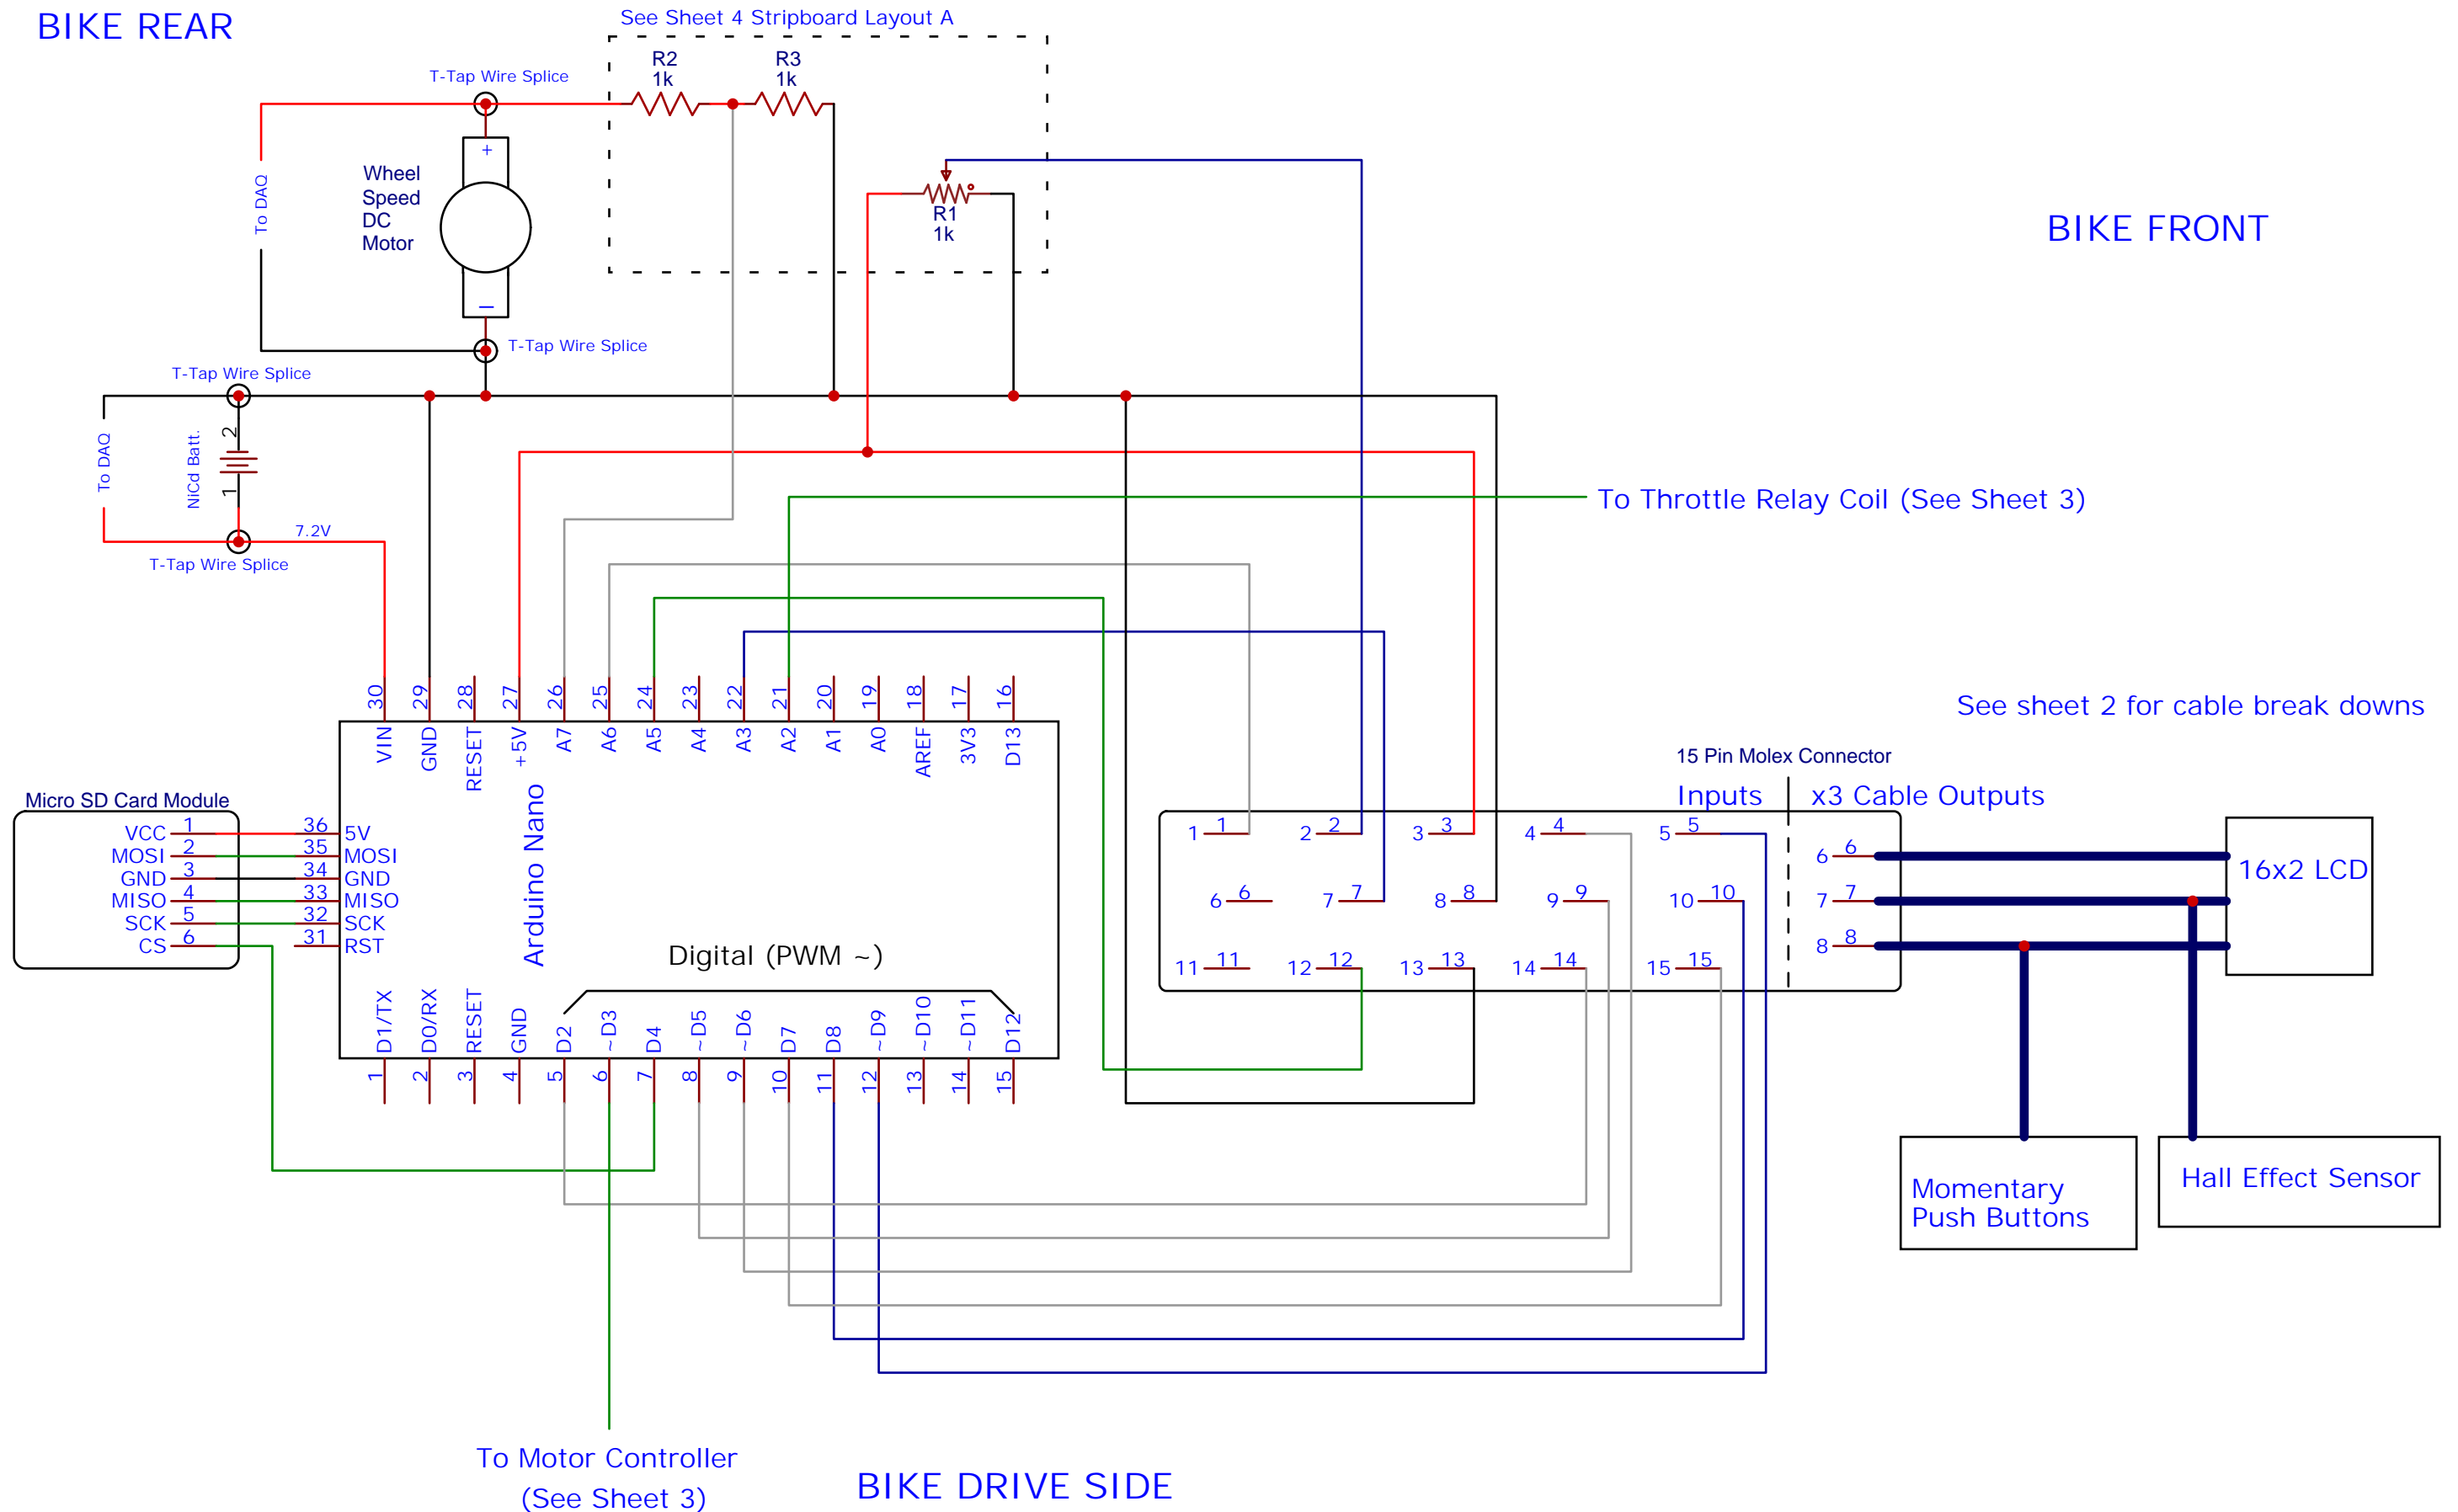 BIKE REAR
See Sheet 4 Stripboard Layout A
R2
1k
R3
1k
T-Tap Wire Splice
To DAQ
Wheel
Speed
DC
Motor
+
–
R1
1k
BIKE FRONT
T-Tap Wire Splice
T-Tap Wire Splice
To DAQ
NiCd Batt.
2
1
7.2V
T-Tap Wire Splice
To Throttle Relay Coil (See Sheet 3)
30 29 28 27 26 25 24 23 22 21 20 19 18 17 16
VIN GND RESET +5V A7 A6 A5 A4 A3 A2 A1 A0 AREF 3V3 D13
See sheet 2 for cable break downs
15 Pin Molex Connector
Inputs x3 Cable Outputs
Micro SD Card Module
VCC 1 36 5V
MOSI 2 35 MOSI
GND 3 34 GND
MISO 4 33 MISO
SCK 5 32 SCK
CS 6 31 RST
Arduino Nano
Digital (PWM ~)
D1/TX D0/RX RESET GND D2 ~D3 D4 ~D5 ~D6 D7 D8 ~D9 ~D10 ~D11 D12
1 2 3 4 5 6 7 8 9 10 11 12 13 14 15
1 1 2 2 3 3 4 4 5 5
6 6 7 7 8 8 9 9 10 10
11 11 12 12 13 13 14 14 15 15
6 6
7 7
8 8
16x2 LCD
Momentary
Push Buttons
Hall Effect Sensor
To Motor Controller
(See Sheet 3)
BIKE DRIVE SIDE